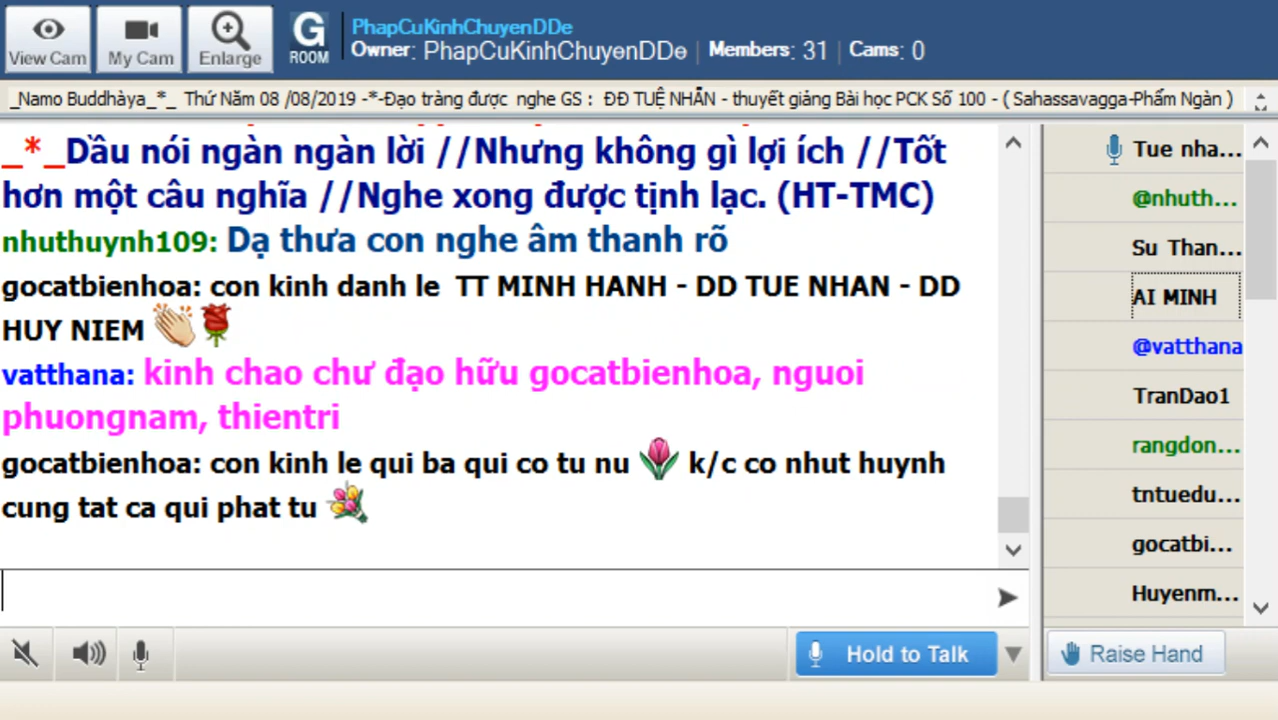 View Cam
My Cam
Enlarge
G
ROOM
PhapCuKinhChuyenDDe
Owner: PhapCuKinhChuyenDDe | Members: 31 | Cams: 0
_Namo Buddhàya_*_ Thứ Năm 08 /08/2019 -*-Đạo tràng được nghe GS : ĐĐ TUỆ NHẪN - thuyết giảng Bài học PCK Số 100 - ( Sahassavagga-Phẩm Ngàn )
_*_Dầu nói ngàn ngàn lời //Nhưng không gì lợi ích //Tốt
hơn một câu nghĩa //Nghe xong được tịnh lạc. (HT-TMC)
nhuthuynh109: Dạ thưa con nghe âm thanh rõ
gocatbienhoa: con kinh danh le TT MINH HANH - DD TUE NHAN - DD
HUY NIEM
vatthana: kinh chao chư đạo hữu gocatbienhoa, nguoi
phuongnam, thientri
gocatbienhoa: con kinh le qui ba qui co tu nu k/c co nhut huynh
cung tat ca qui phat tu
Tue nha...
@nhuth...
Su Than...
AI MINH
@vatthana
TranDao1
rangdon...
tntuedu...
gocatbi...
Huyenm...
Hold to Talk
Raise Hand